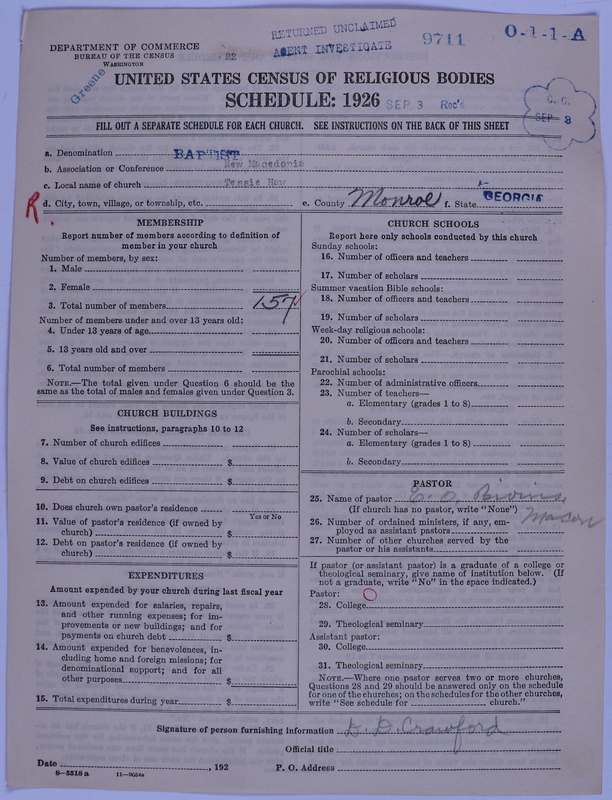 RETURNED UNCLAIMED
AGENT INVESTIGATE
9711
O-1-1-A
DEPARTMENT OF COMMERCE
BUREAU OF THE CENSUS
WASHINGTON
22
Greene
UNITED STATES CENSUS OF RELIGIOUS BODIES
SCHEDULE: 1926
SEP 3 Rec'd
C. C.
SEP 8
FILL OUT A SEPARATE SCHEDULE FOR EACH CHURCH. SEE INSTRUCTIONS ON THE BACK OF THIS SHEET
a. Denomination BAPTIST
b. Association or Conference New Macedonia
c. Local name of church
d. City, town, village, or township, etc.
R.
e. County Monroe f. State GEORGIA
MEMBERSHIP
Report number of members according to definition of member in your church
Number of members, by sex:
1. Male
2. Female
3. Total number of members 157
Number of members under and over 13 years old:
4. Under 13 years of age
5. 13 years old and over
6. Total number of members
NOTE.—The total given under Question 6 should be the
same as the total of males and females given under Question 3.
CHURCH BUILDINGS
See instructions, paragraphs 10 to 12
7. Number of church edifices
8. Value of church edifices $
9. Debt on church edifices $
10. Does church own pastor's residence
Yes or No
11. Value of pastor's residence (if owned by
church) $
12. Debt on pastor's residence (if owned by
church) $
EXPENDITURES
Amount expended by your church during last fiscal year
13. Amount expended for salaries, repairs,
and other running expenses; for im-
provements or new buildings; and for
payments on church debt $
14. Amount expended for benevolences, in-
cluding home and foreign missions; for
denominational support; and for all
other purposes $
15. Total expenditures during year $
CHURCH SCHOOLS
Report here only schools conducted by this church
Sunday schools:
16. Number of officers and teachers
17. Number of scholars
Summer vacation Bible schools:
18. Number of officers and teachers
19. Number of scholars
Week-day religious schools:
20. Number of officers and teachers
21. Number of scholars
Parochial schools:
22. Number of administrative officers
23. Number of teachers—
a. Elementary (grades 1 to 8)
b. Secondary
24. Number of scholars—
a. Elementary (grades 1 to 8)
b. Secondary
PASTOR
25. Name of pastor E. O. Bivins,
(If church has no pastor, write "None") Macon
26. Number of ordained ministers, if any, em-
ployed as assistant pastors
27. Number of other churches served by the
pastor or his assistants
If pastor (or assistant pastor) is a graduate of a college or
theological seminary, give name of institution below. (If
not a graduate, write "No" in the space indicated.)
Pastor:
28. College
29. Theological seminary
Assistant pastor:
30. College
31. Theological seminary
NOTE.—Where one pastor serves two or more churches,
Questions 28 and 29 should be answered only on the schedule
for one of the churches; on the schedules for the other churches,
write "See schedule for church."
Signature of person furnishing information D. D. Crawford
Official title
Date , 192
P. O. Address
8-5518 a 11-9054a